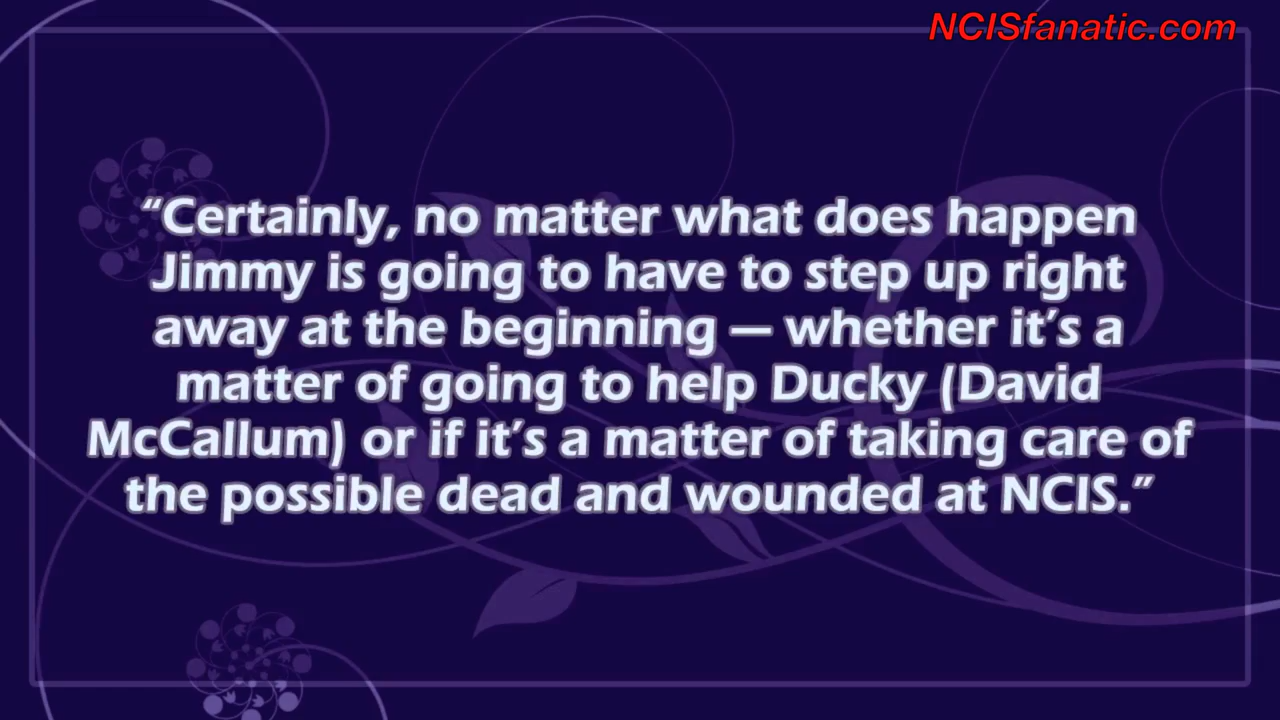 NCISfanatic.com
“Certainly, no matter what does happen
Jimmy is going to have to step up right
away at the beginning — whether it’s a
matter of going to help Ducky (David
McCallum) or if it’s a matter of taking care of
the possible dead and wounded at NCIS.”